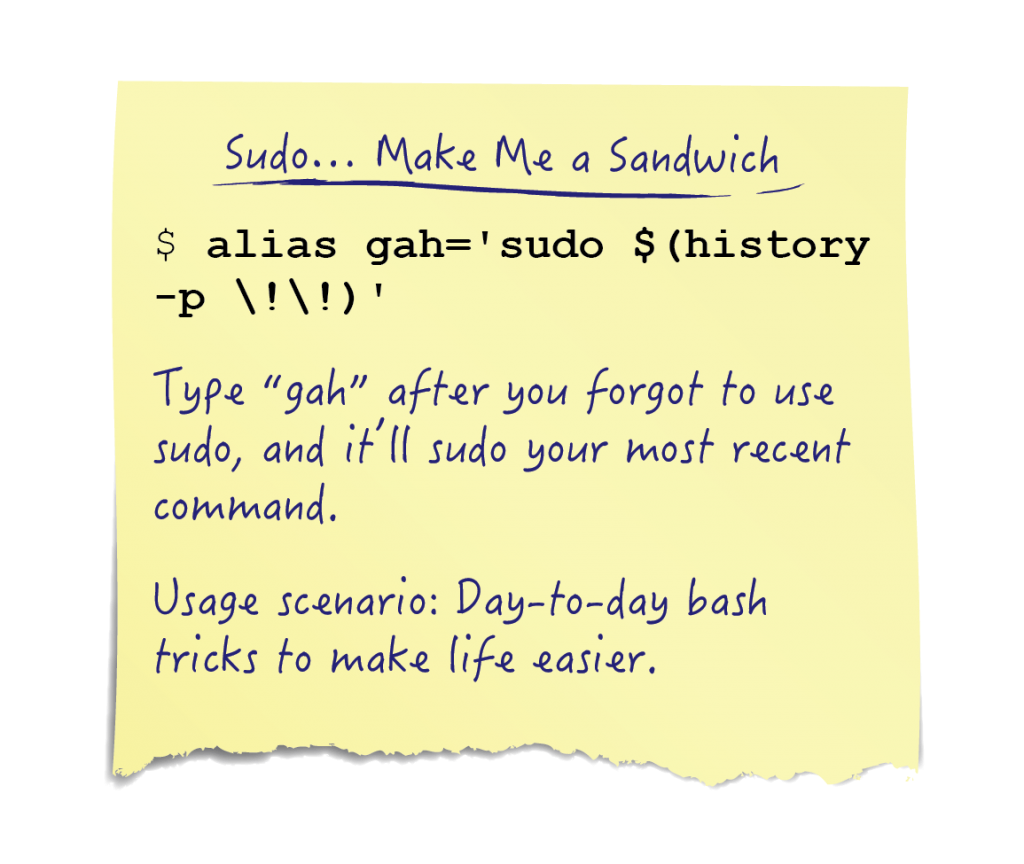 Sudo... Make Me a Sandwich
$ alias gah='sudo $(history
-p \!\!)'
Type “gah” after you forgot to use
sudo, and it’ll sudo your most recent
command.
Usage scenario: Day-to-day bash
tricks to make life easier.